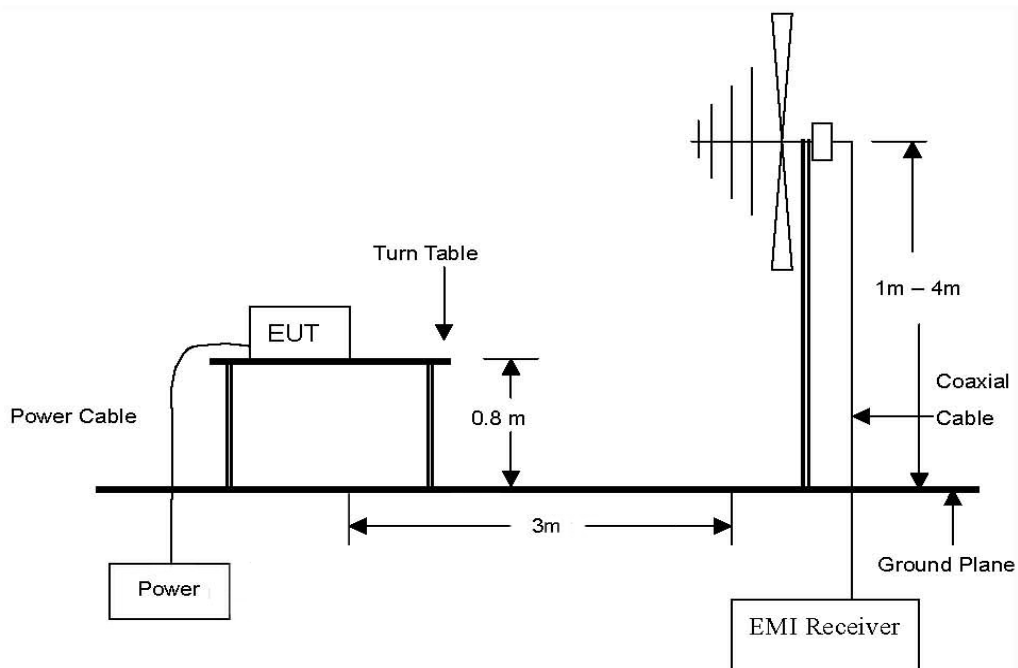 Turn Table
EUT
1m – 4m
Power Cable
0.8 m
Coaxial
Cable
3m
Ground Plane
Power
EMI Receiver